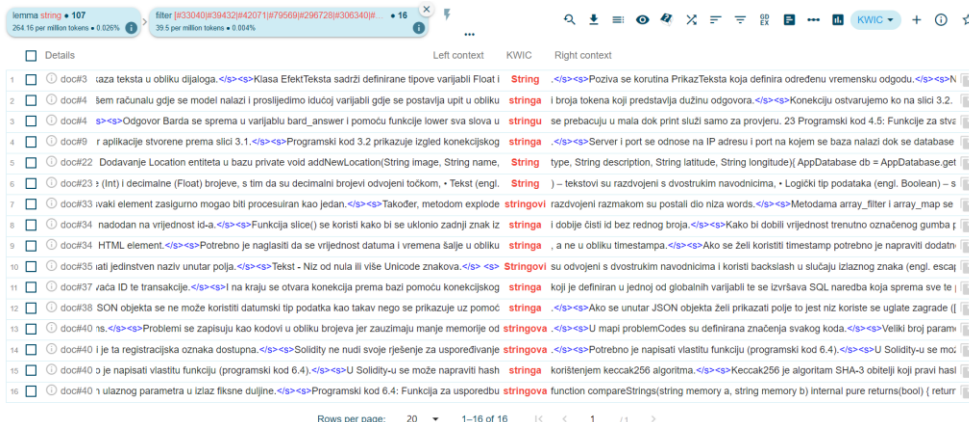 lemma string • 107
264.16 per million tokens • 0.026%
filter |#33040|#39432|#42071|#79569|#296728|#306340|#... • 16
39.5 per million tokens • 0.004%
GD EX
KWIC
Details Left context KWIC Right context
1 doc#3 kaza teksta u obliku dijaloga.</s><s>Klasa EfektTeksta sadrži definirane tipove varijabli Float i String .</s><s>Poziva se korutina PrikazTeksta koja definira određenu vremensku odgodu.</s><s>N
2 doc#4 šem računalu gdje se model nalazi i proslijedimo idućoj varijabli gdje se postavlja upit u obliku stringa i broja tokena koji predstavlja dužinu odgovora.</s><s>Konekciju ostvarujemo ko na slici 3.2.
3 doc#4 s><s>Odgovor Barda se sprema u varijablu bard_answer i pomoću funkcije lower sva slova u stringu se prebacuju u mala dok print služi samo za provjeru. 23 Programski kod 4.5: Funkcije za stva
4 doc#9 r aplikacije stvorene prema slici 3.1.</s><s>Programski kod 3.2 prikazuje izgled konekcijskog stringa .</s><s>Server i port se odnose na IP adresu i port na kojem se baza nalazi dok se database
5 doc#22 Dodavanje Location entiteta u bazu private void addNewLocation(String image, String name, String type, String description, String latitude, String longitude){ AppDatabase db = AppDatabase.get
6 doc#23 (Int) i decimalne (Float) brojeve, s tim da su decimalni brojevi odvojeni točkom, • Tekst (engl. String ) – tekstovi su razdvojeni s dvostrukim navodnicima, • Logički tip podataka (engl. Boolean) – s
7 doc#33 svaki element zasigurno mogao biti procesuiran kao jedan.</s><s>Također, metodom explode stringovi razdvojeni razmakom su postali dio niza words.</s><s>Metodama array_filter i array_map se
8 doc#34 nadodan na vrijednost id-a.</s><s>Funkcija slice() se koristi kako bi se uklonio zadnji znak iz stringa i dobije čisti id bez rednog broja.</s><s>Kako bi dobili vrijednost trenutno označenog gumba p
9 doc#34 HTML element.</s><s>Potrebno je naglasiti da se vrijednost datuma i vremena šalje u obliku stringa , a ne u obliku timestampa.</s><s>Ako se želi koristiti timestamp potrebno je napraviti dodatn
10 doc#35 ati jedinstven naziv unutar polja.</s><s>Tekst - Niz od nula ili više Unicode znakova.</s> <s> Stringovi su odvojeni s dvostrukim navodnicima i koristi backslash u slučaju izlaznog znaka (engl. escap
11 doc#37 vaća ID te transakcije.</s><s>I na kraju se otvara konekcija prema bazi pomoću konekcijskog stringa koji je definiran u jednoj od globalnih varijabli te se izvršava SQL naredba koja sprema sve te
12 doc#38 SON objekta se ne može koristiti datumski tip podatka kao takav nego se prikazuje uz pomoć stringa .</s><s>Ako se unutar JSON objekta želi prikazati polje to jest niz koriste se uglate zagrade ([
13 doc#40 ns.</s><s>Problemi se zapisuju kao kodovi u obliku brojeva jer zauzimaju manje memorije od stringova .</s><s>U mapi problemCodes su definirana značenja svakog koda.</s><s>Veliki broj param
14 doc#40 i je ta registracijska oznaka dostupna.</s><s>Solidity ne nudi svoje rješenje za uspoređivanje stringova .</s><s>Potrebno je napisati vlastitu funkciju (programski kod 6.4).</s><s>U Solidity-u se mož
15 doc#40 o je napisati vlastitu funkciju (programski kod 6.4).</s><s>U Solidity-u se može napraviti hash stringa korištenjem keccak256 algoritma.</s><s>Keccak256 je algoritam SHA-3 obitelji koji pravi hasl
16 doc#40 ulaznog parametra u izlaz fiksne duljine.</s><s>Programski kod 6.4: Funkcija za usporedbu stringova function compareStrings(string memory a, string memory b) internal pure returns(bool) { return
Rows per page: 20 1–16 of 16 |< < 1 /1 >